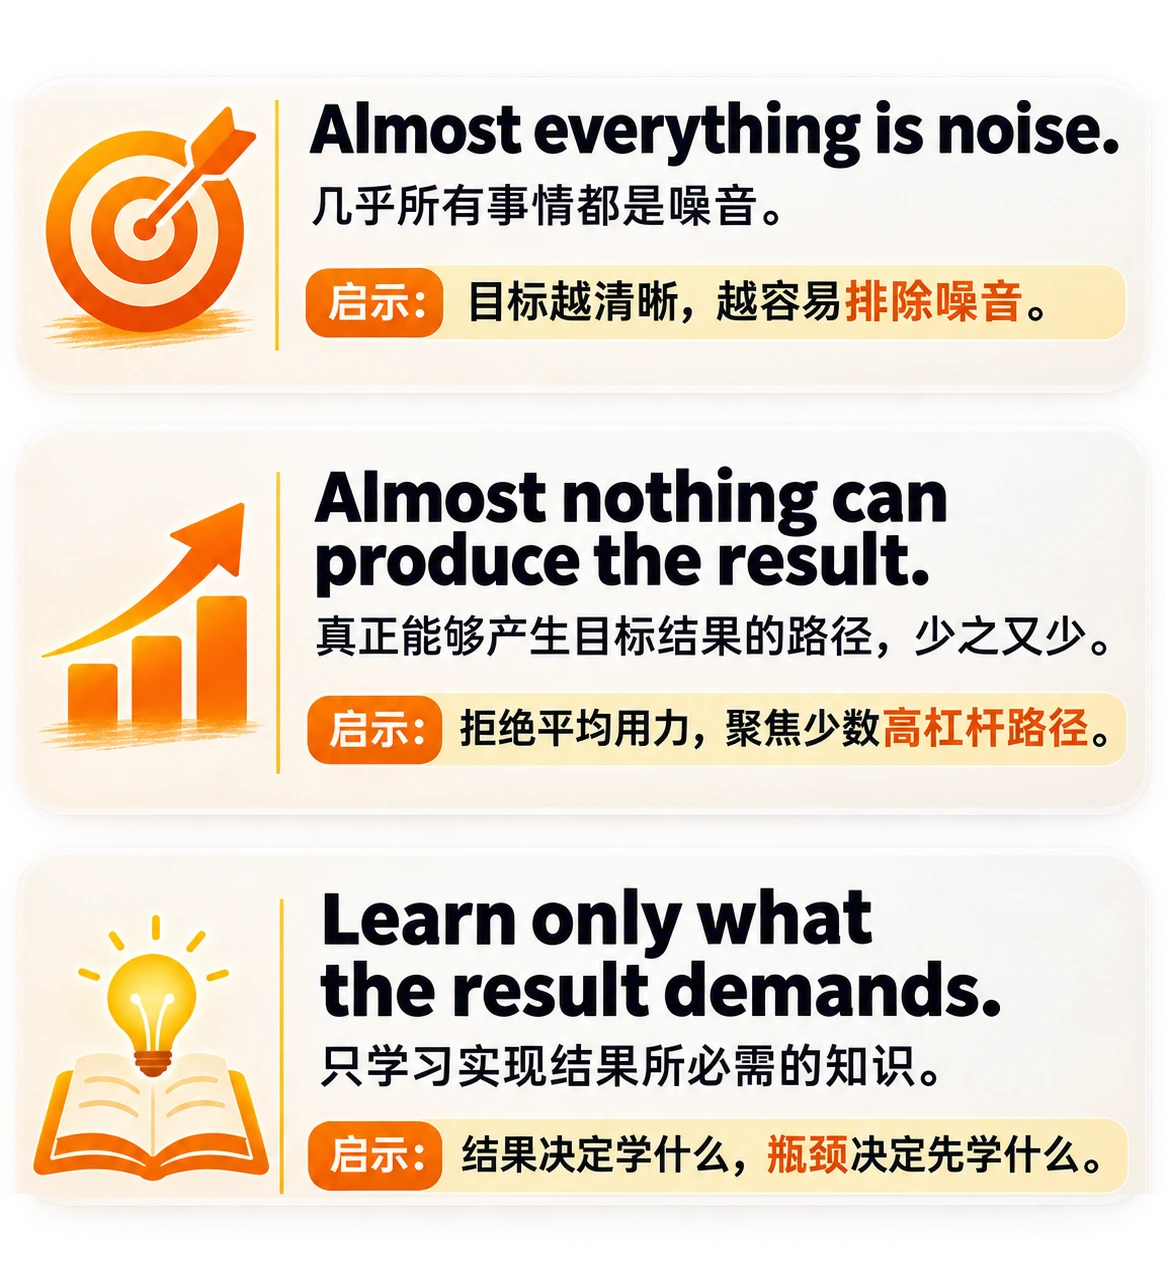 Almost everything is noise.
几乎所有事情都是噪音。
启示： 目标越清晰，越容易排除噪音。
Almost nothing can
produce the result.
真正能够产生目标结果的路径，少之又少。
启示： 拒绝平均用力，聚焦少数高杠杆路径。
Learn only what
the result demands.
只学习实现结果所必需的知识。
启示： 结果决定学什么，瓶颈决定先学什么。